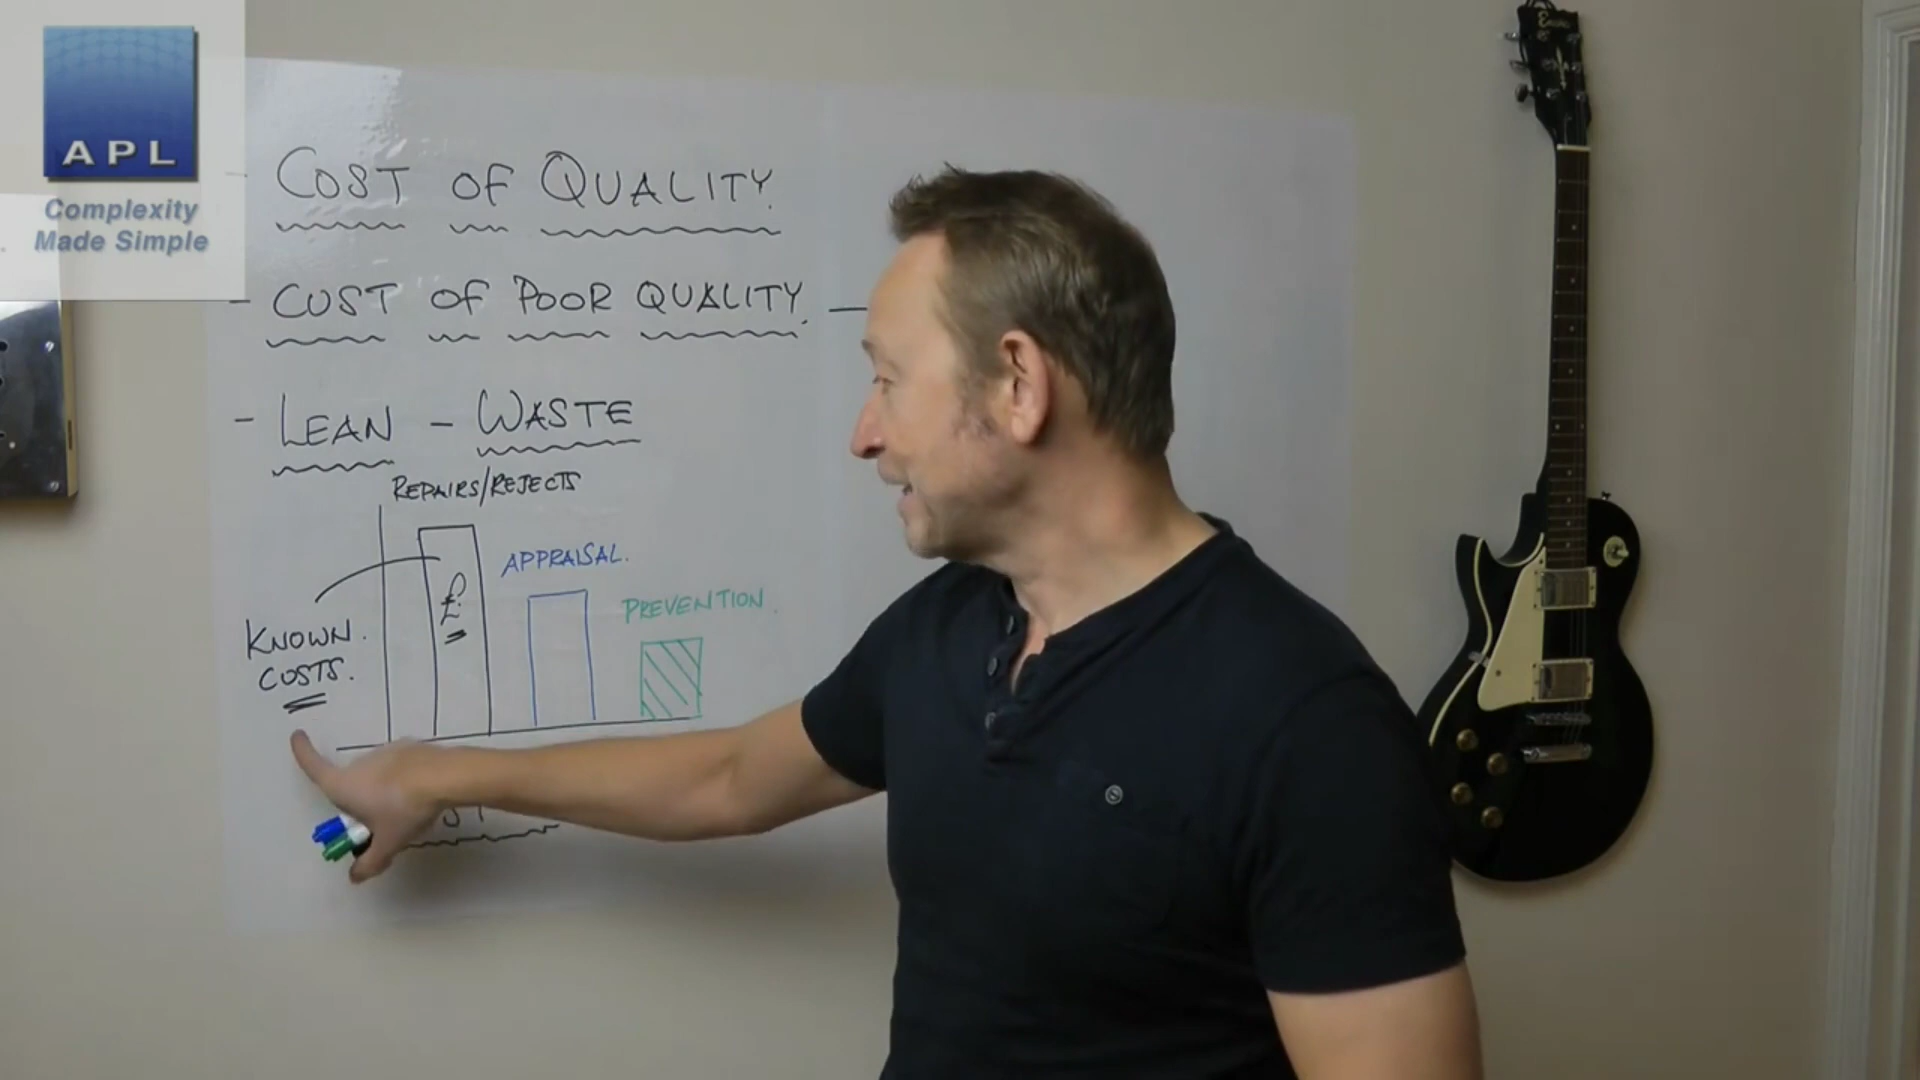 APL
Complexity
Made Simple
- COST OF QUALITY.
- COST OF POOR QUALITY. -
- LEAN - WASTE
REPAIRS/REJECTS
APPRAISAL.
PREVENTION.
£
KNOWN.
COSTS.